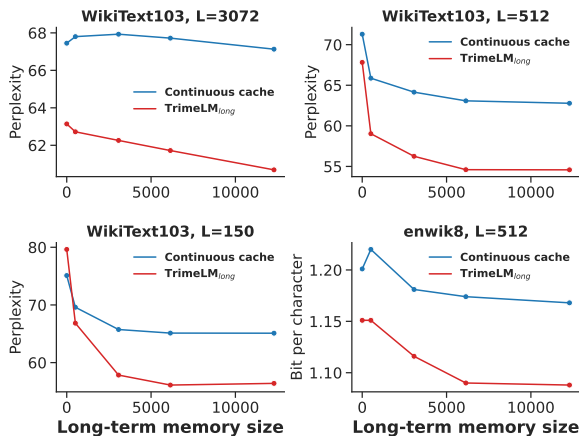 WikiText103, L=3072
68
66
64
62
Perplexity
Continuous cache
TrimeLMlong
0 5000 10000
WikiText103, L=512
70
65
60
55
Perplexity
Continuous cache
TrimeLMlong
0 5000 10000
WikiText103, L=150
80
70
60
Perplexity
Continuous cache
TrimeLMlong
0 5000 10000
Long-term memory size
enwik8, L=512
1.20
1.15
1.10
Bit per character
Continuous cache
TrimeLMlong
0 5000 10000
Long-term memory size